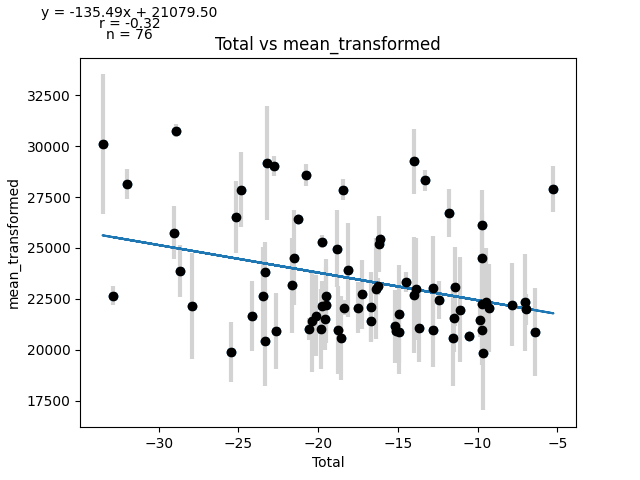 y = -135.49x + 21079.50
r = -0.32
n = 76
Total vs mean_transformed
mean_transformed
32500
30000
27500
25000
22500
20000
17500
−30 −25 −20 −15 −10 −5
Total